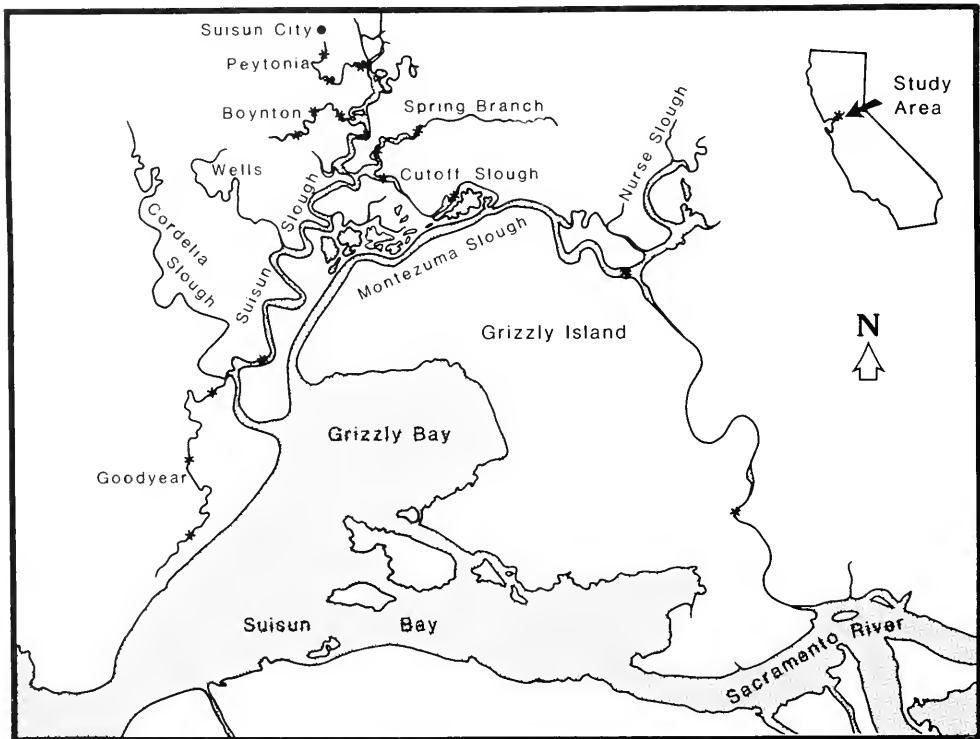 Suisun City
Peytonia
Boynton
Spring Branch
Study
Area
Wells
Cutoff Slough
Nurse Slough
Cordelia
Slough
Suisun
Slough
Montezuma Slough
Grizzly Island
N
Grizzly Bay
Goodyear
Suisun Bay
Sacramento River